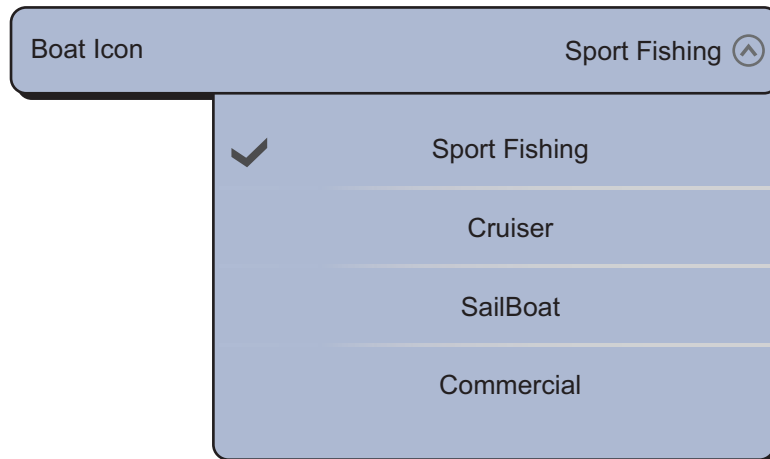 Boat Icon Sport Fishing
Sport Fishing
Cruiser
SailBoat
Commercial